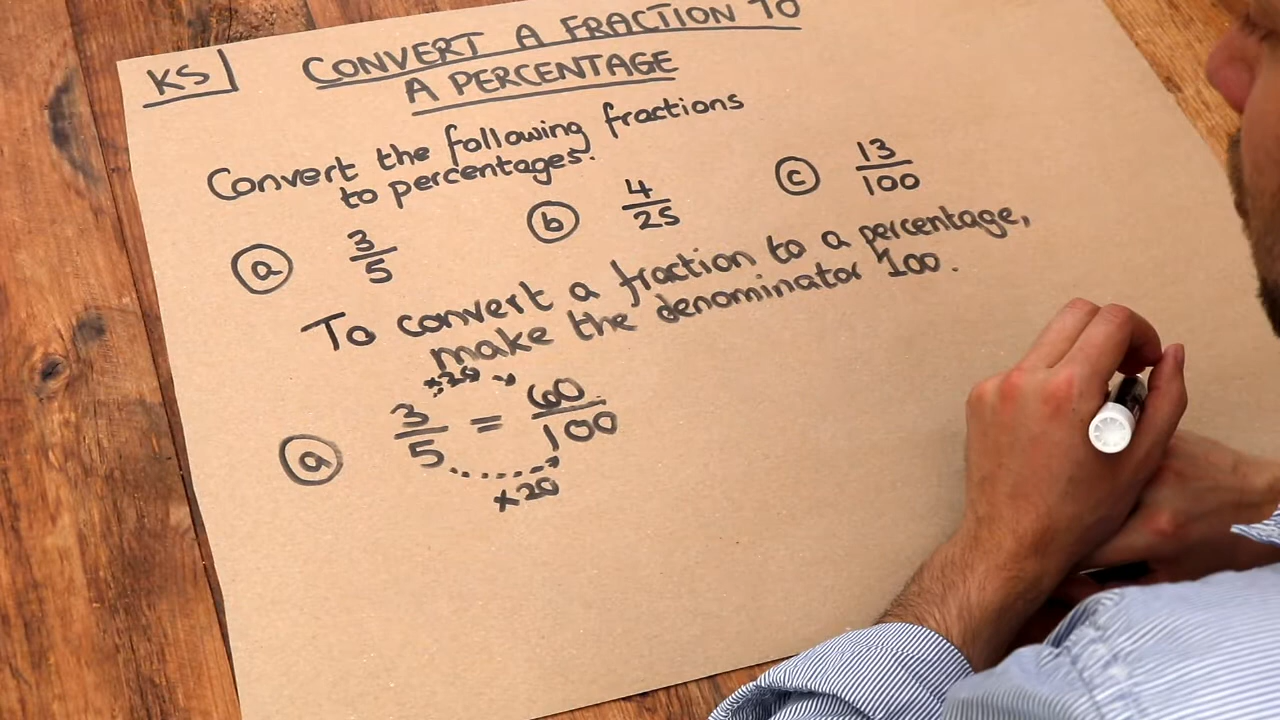 KS
CONVERT A FRACTION TO
A PERCENTAGE
Convert the following fractions
to percentages.
ⓐ 3/5 ⓑ 4/25 ⓒ 13/100
To convert a fraction to a percentage,
make the denominator 100.
×20
ⓐ 3/5 = 60/100
×20